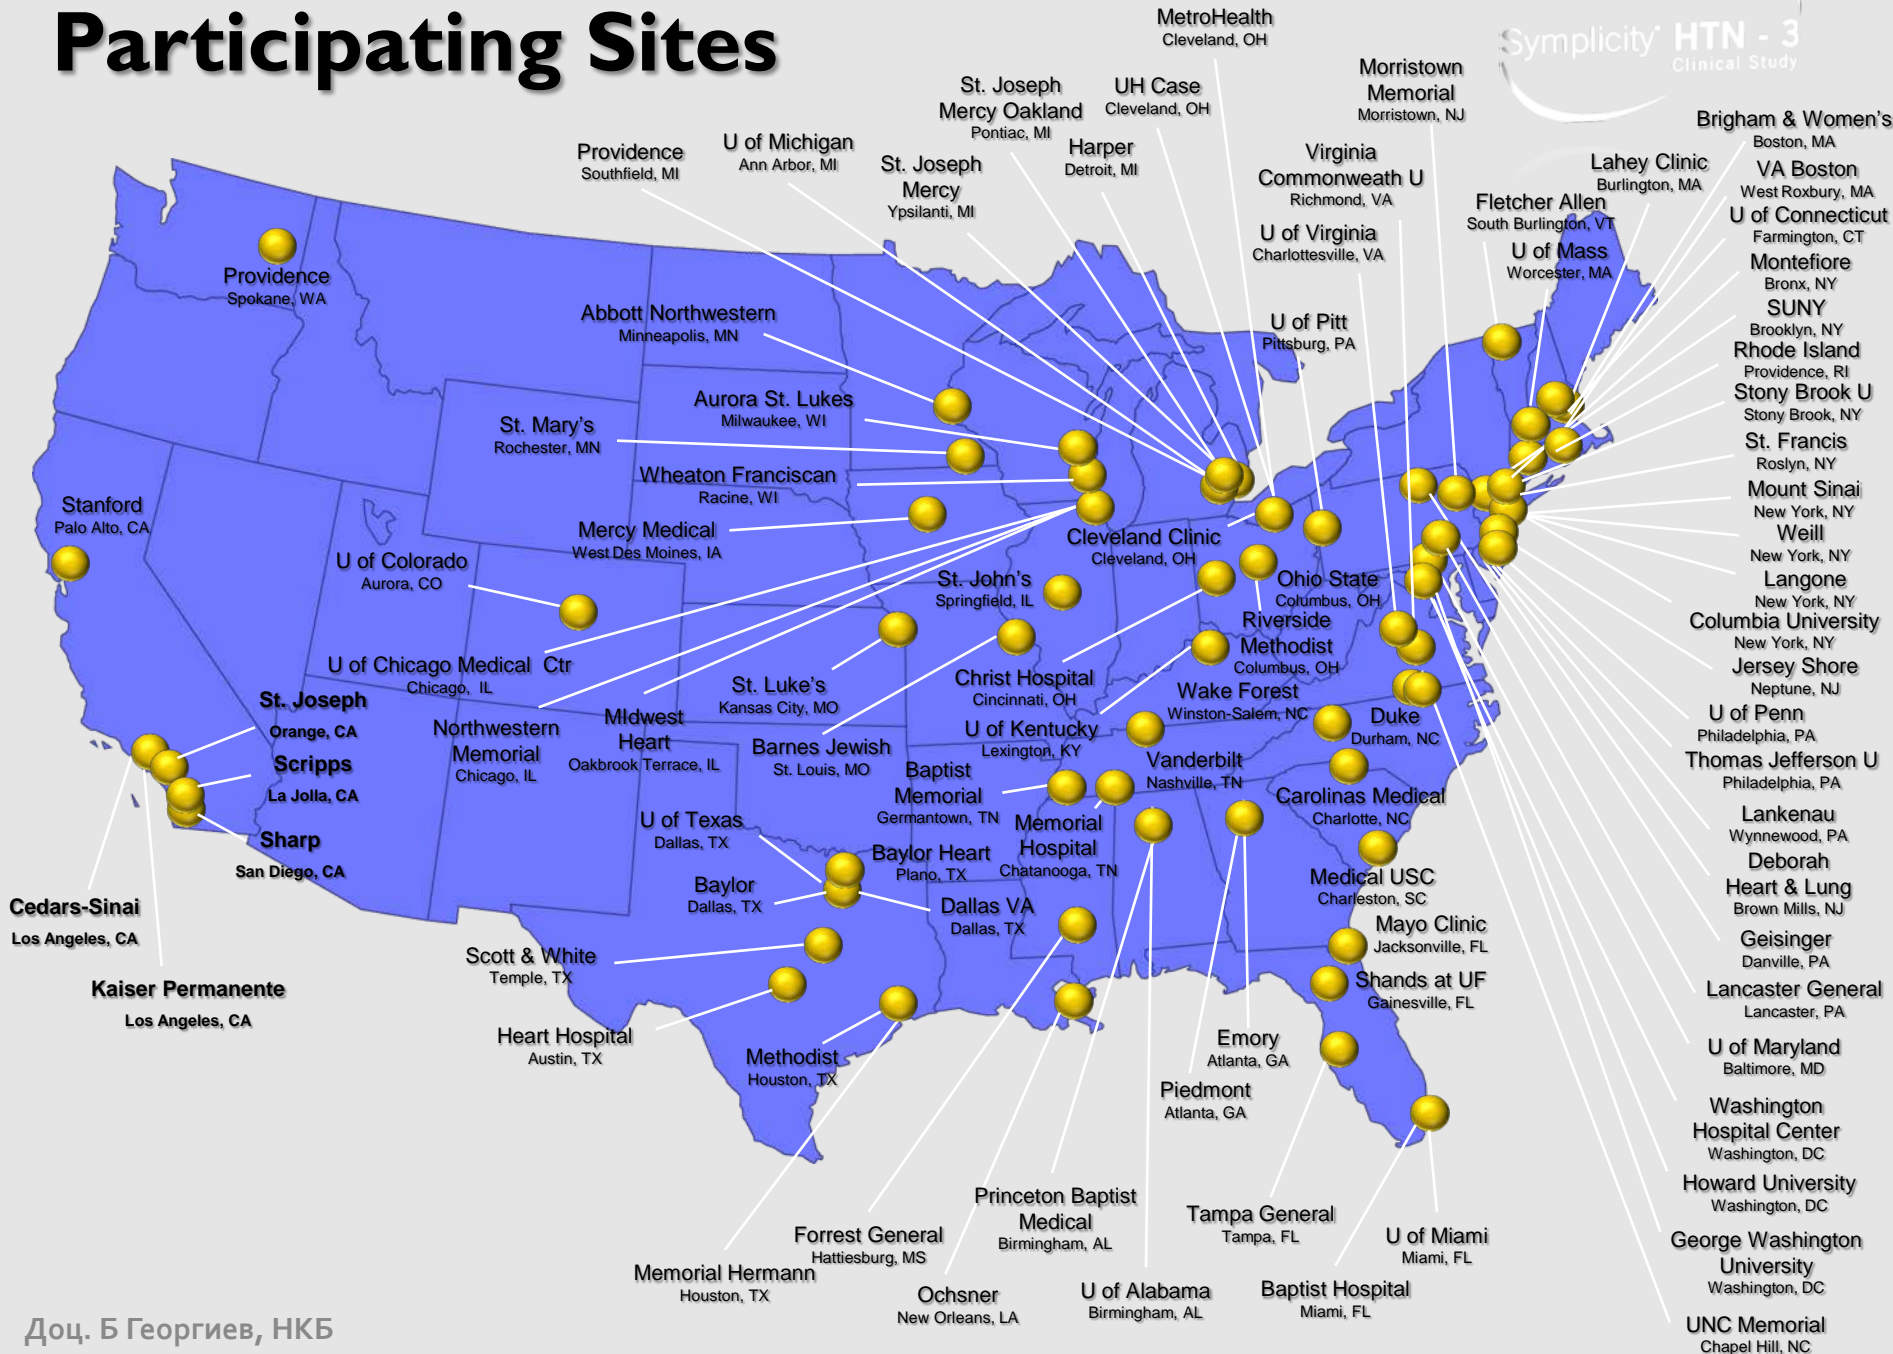 Participating Sites
Symplicity HTN - 3
Clinical Study
MetroHealth
Cleveland, OH
St. Joseph
Mercy Oakland
Pontiac, MI
UH Case
Cleveland, OH
Morristown
Memorial
Morristown, NJ
Providence
Southfield, MI
U of Michigan
Ann Arbor, MI
St. Joseph
Mercy
Ypsilanti, MI
Harper
Detroit, MI
Virginia
Commonweath U
Richmond, VA
U of Virginia
Charlottesville, VA
Fletcher Allen
South Burlington, VT
U of Mass
Worcester, MA
Lahey Clinic
Burlington, MA
Brigham & Women's
Boston, MA
VA Boston
West Roxbury, MA
U of Connecticut
Farmington, CT
Montefiore
Bronx, NY
SUNY
Brooklyn, NY
Rhode Island
Providence, RI
Stony Brook U
Stony Brook, NY
St. Francis
Roslyn, NY
Mount Sinai
New York, NY
Weill
New York, NY
Langone
New York, NY
Columbia University
New York, NY
Jersey Shore
Neptune, NJ
U of Penn
Philadelphia, PA
Thomas Jefferson U
Philadelphia, PA
Lankenau
Wynnewood, PA
Deborah
Heart & Lung
Brown Mills, NJ
Geisinger
Danville, PA
Lancaster General
Lancaster, PA
U of Maryland
Baltimore, MD
Washington
Hospital Center
Washington, DC
Howard University
Washington, DC
George Washington
University
Washington, DC
UNC Memorial
Chapel Hill, NC
Providence
Spokane, WA
Abbott Northwestern
Minneapolis, MN
U of Pitt
Pittsburg, PA
Aurora St. Lukes
Milwaukee, WI
St. Mary's
Rochester, MN
Wheaton Franciscan
Racine, WI
Stanford
Palo Alto, CA
Mercy Medical
West Des Moines, IA
Cleveland Clinic
Cleveland, OH
U of Colorado
Aurora, CO
St. John's
Springfield, IL
Ohio State
Columbus, OH
Riverside
Methodist
Columbus, OH
U of Chicago Medical Ctr
Chicago, IL
St. Luke's
Kansas City, MO
Christ Hospital
Cincinnati, OH
Wake Forest
Winston-Salem, NC
St. Joseph
Orange, CA
Northwestern
Memorial
Chicago, IL
MIdwest
Heart
Oakbrook Terrace, IL
Barnes Jewish
St. Louis, MO
U of Kentucky
Lexington, KY
Duke
Durham, NC
Scripps
La Jolla, CA
Baptist
Memorial
Germantown, TN
Vanderbilt
Nashville, TN
Carolinas Medical
Charlotte, NC
Sharp
San Diego, CA
U of Texas
Dallas, TX
Baylor Heart
Plano, TX
Memorial
Hospital
Chatanooga, TN
Medical USC
Charleston, SC
Baylor
Dallas, TX
Dallas VA
Dallas, TX
Mayo Clinic
Jacksonville, FL
Cedars-Sinai
Los Angeles, CA
Scott & White
Temple, TX
Shands at UF
Gainesville, FL
Kaiser Permanente
Los Angeles, CA
Heart Hospital
Austin, TX
Methodist
Houston, TX
Emory
Atlanta, GA
Piedmont
Atlanta, GA
Princeton Baptist
Medical
Birmingham, AL
Tampa General
Tampa, FL
U of Miami
Miami, FL
Forrest General
Hattiesburg, MS
Memorial Hermann
Houston, TX
Ochsner
New Orleans, LA
U of Alabama
Birmingham, AL
Baptist Hospital
Miami, FL
Доц. Б Георгиев, НКБ